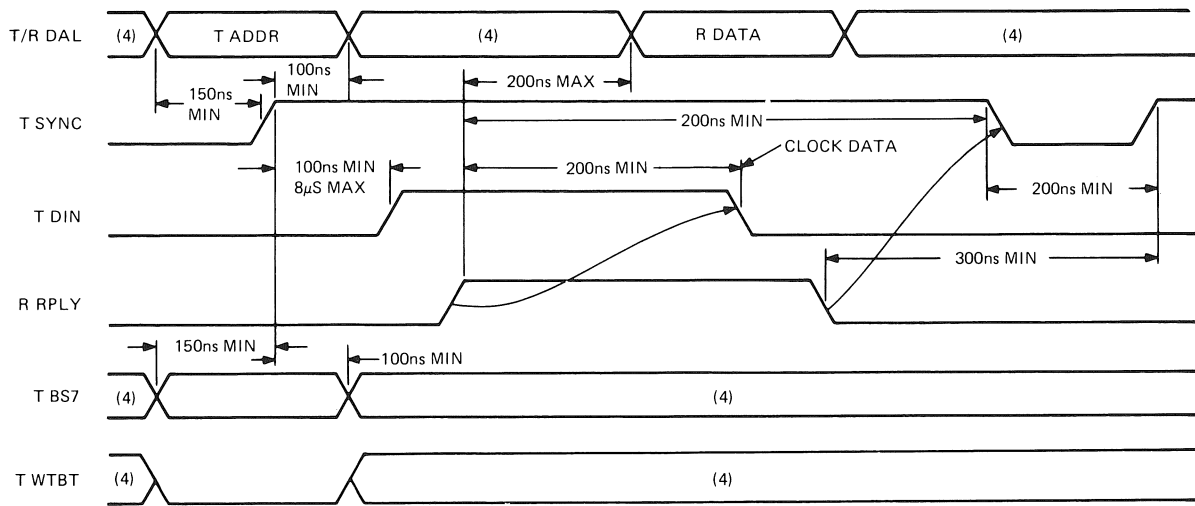 T/R DAL (4) T ADDR (4) R DATA (4)
100ns
MIN
200ns MAX
150ns
MIN
T SYNC
200ns MIN
CLOCK DATA
100ns MIN
8µS MAX
200ns MIN
200ns MIN
T DIN
300ns MIN
R RPLY
150ns MIN
100ns MIN
T BS7 (4) (4)
T WTBT (4) (4)